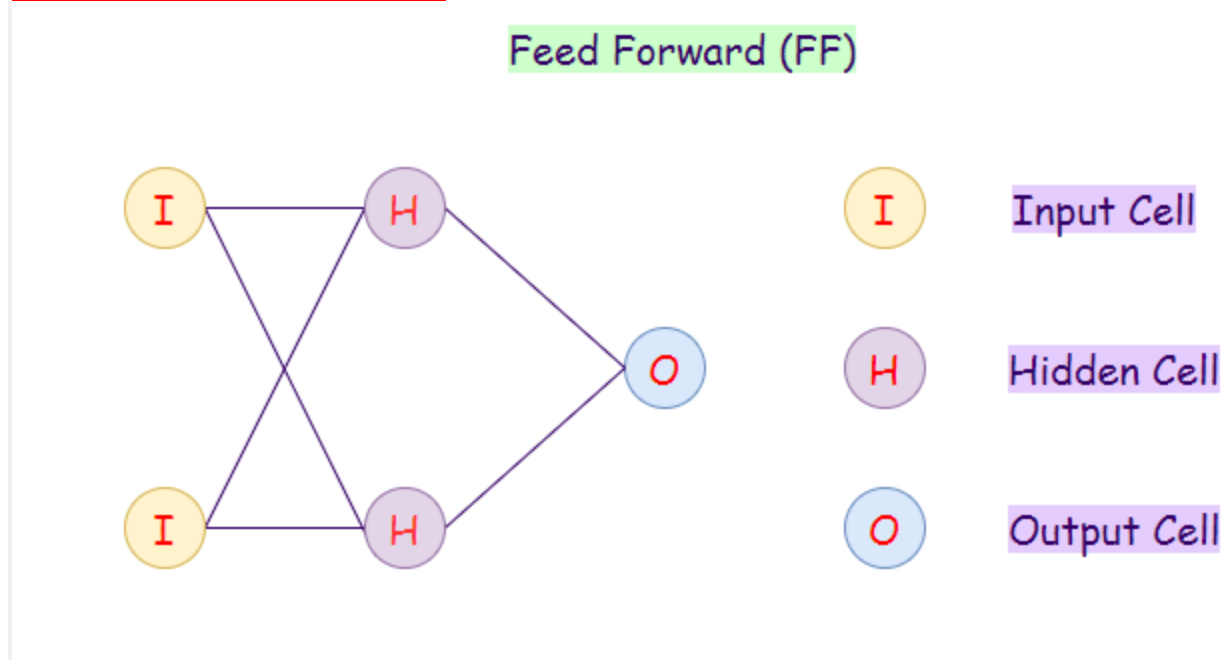 Feed Forward (FF)
I H I Input Cell
O H Hidden Cell
I H O Output Cell